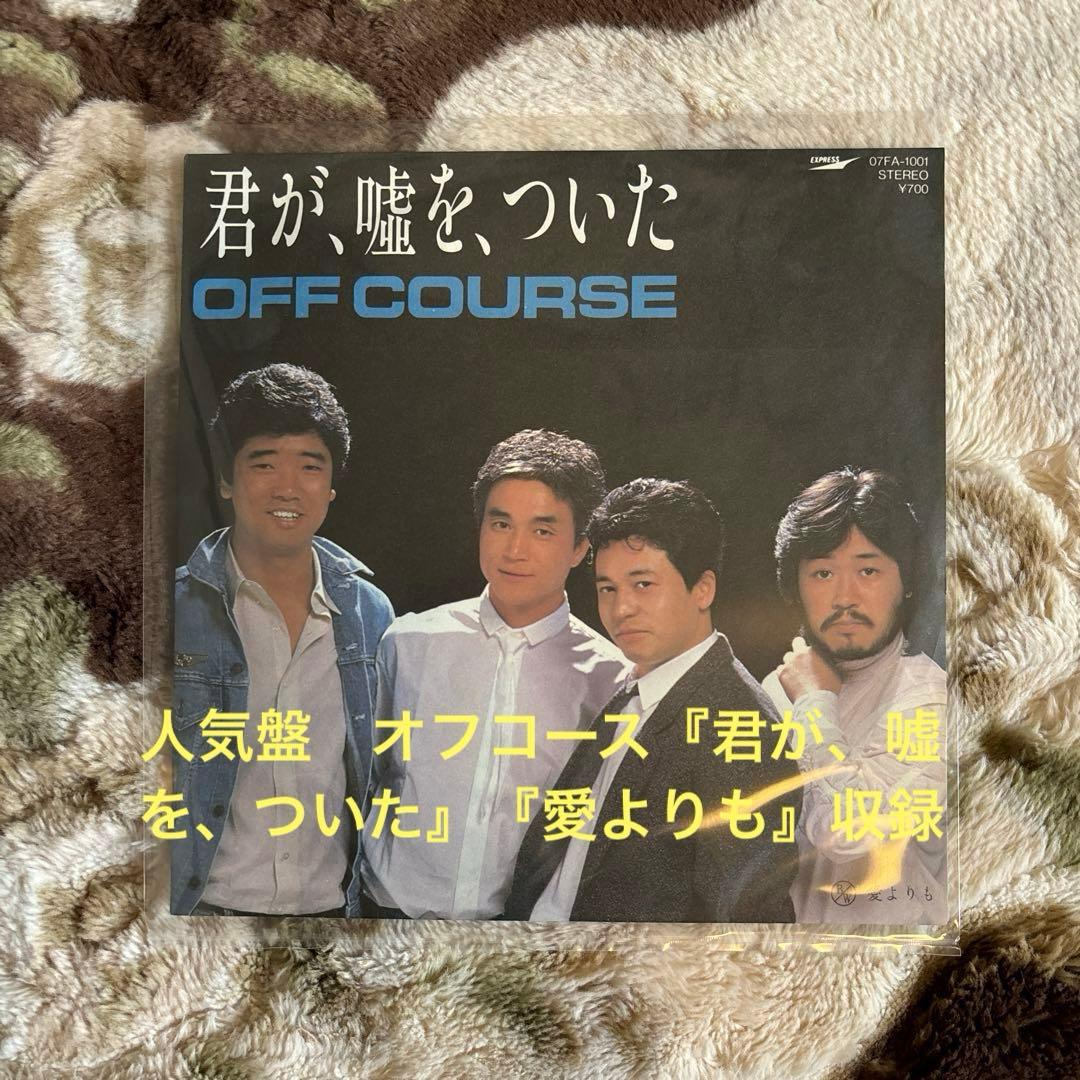 君が、嘘を、ついた
OFF COURSE
EXPRESS
07FA-1001
STEREO
¥700
人気盤　オフコース『君が、嘘
を、ついた』『愛よりも』収録
B/W 愛よりも